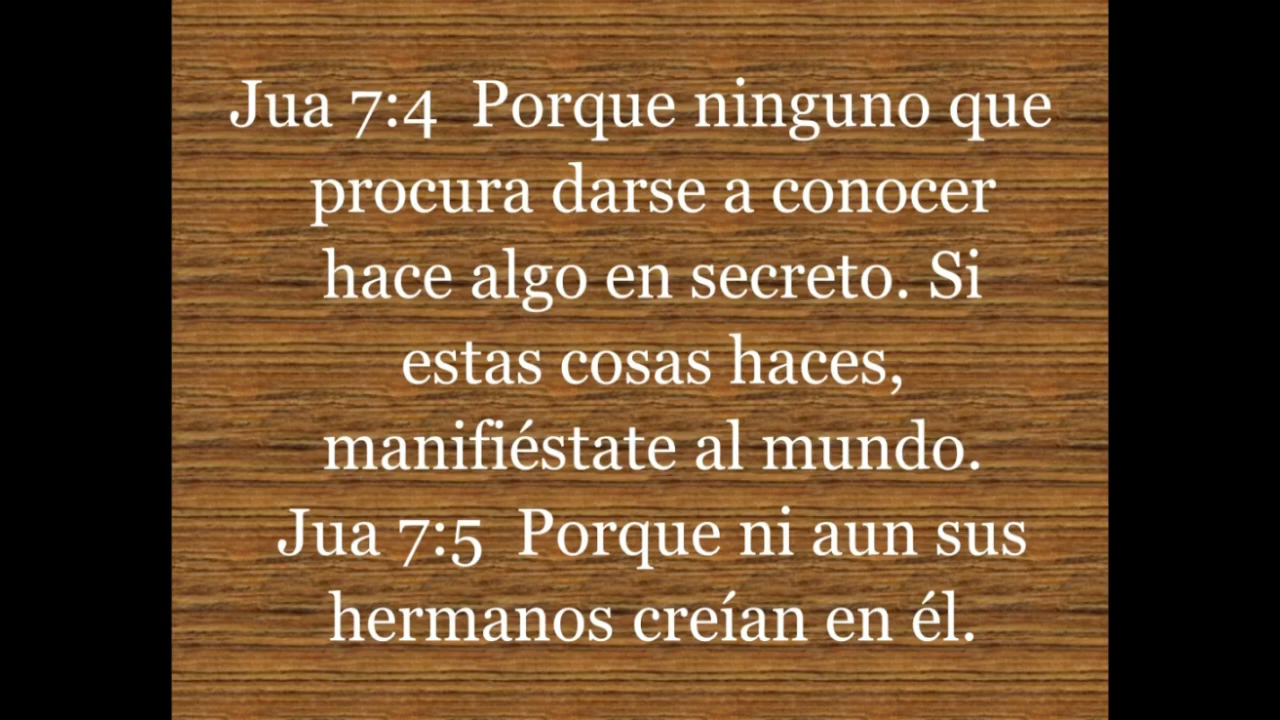 Jua 7:4  Porque ninguno que
procura darse a conocer
hace algo en secreto. Si
estas cosas haces,
manifiéstate al mundo.
Jua 7:5  Porque ni aun sus
hermanos creían en él.